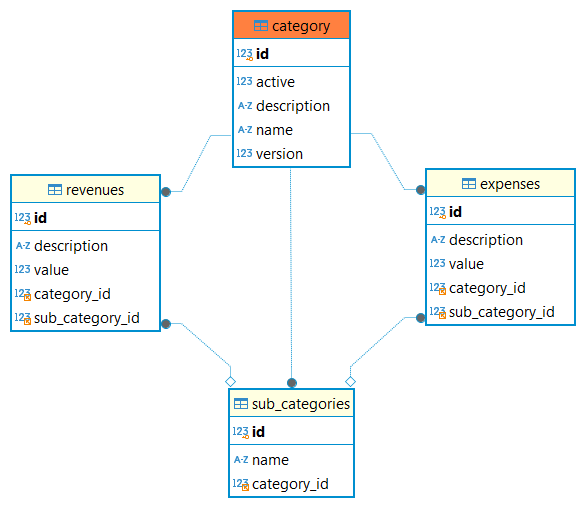 category
123 id
123 active
A-Z description
A-Z name
123 version
revenues
123 id
A-Z description
123 value
123 category_id
123 sub_category_id
expenses
123 id
A-Z description
123 value
123 category_id
123 sub_category_id
sub_categories
123 id
A-Z name
123 category_id